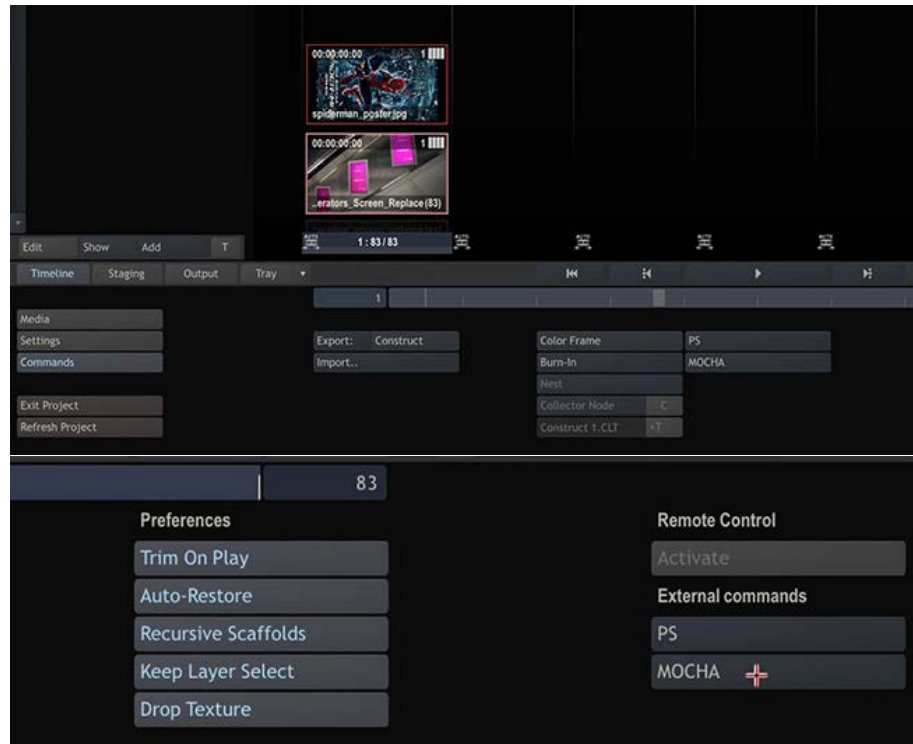 00:00:00:00 1
spiderman_poster.jpg
00:00:00:00 1
..erators_Screen_Replace (83)
Edit Show Add T
1 : 83 / 83
Timeline Staging Output Tray
1
Media
Settings Export: Construct Color Frame PS
Commands Import.. Burn-In MOCHA
Nest
Exit Project Collector Node C
Refresh Project Construct 1.CLT +T
83
Preferences Remote Control
Trim On Play Activate
Auto-Restore External commands
Recursive Scaffolds PS
Keep Layer Select MOCHA
Drop Texture